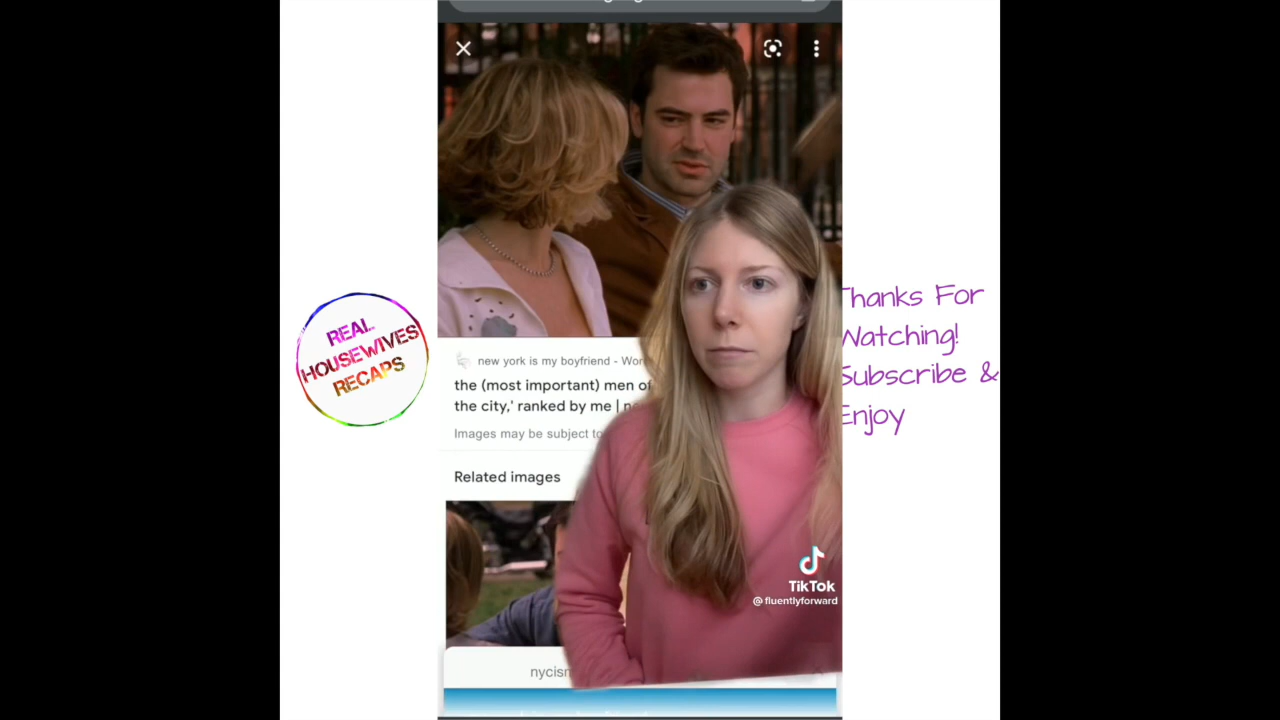 REAL
HOUSEWIVES
RECAPS
new york is my boyfriend - Wor
the (most important) men of
the city,' ranked by me |
Images may be subject to
Related images
nycism
TikTok
@fluentlyforward
Thanks For
Watching!
Subscribe &
Enjoy